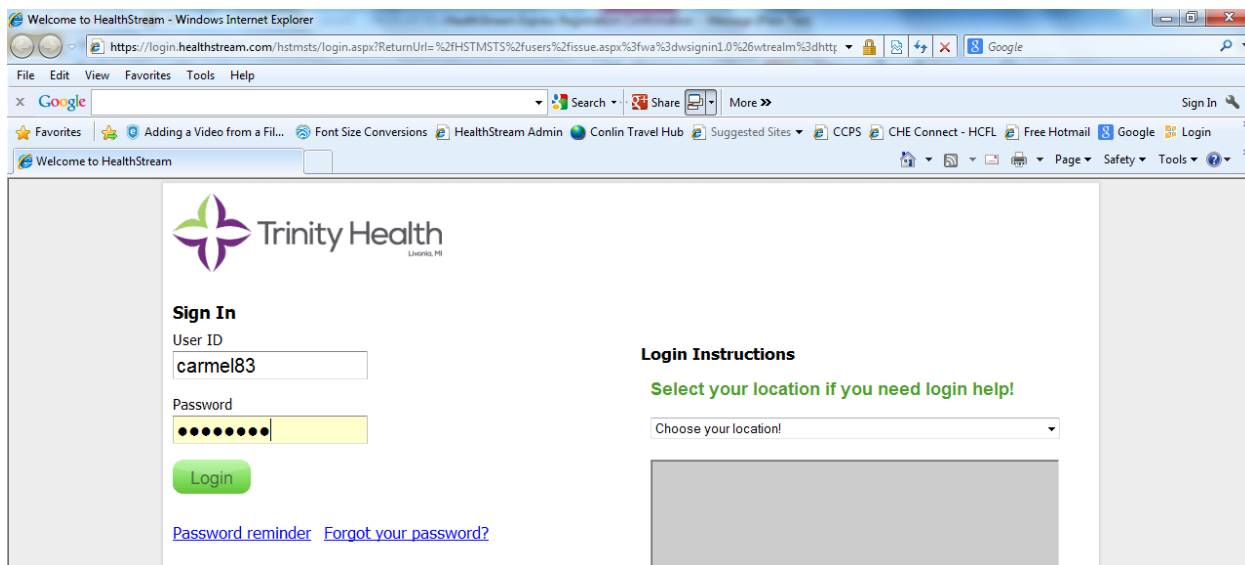 Welcome to HealthStream - Windows Internet Explorer
https://login.healthstream.com/hstmsts/login.aspx?ReturnUrl=%2fHSTMSTS%2fusers%2fissue.aspx%3fwa%3dwsignin1.0%26wtrealm%3dhttp Google
File Edit View Favorites Tools Help
x Google Search Share More » Sign In
Favorites Adding a Video from a Fil... Font Size Conversions HealthStream Admin Conlin Travel Hub Suggested Sites CCPS CHE Connect - HCFL Free Hotmail Google Login
Welcome to HealthStream Page Safety Tools
Trinity Health
Livonia, MI
Sign In
User ID
carmel83
Password
●●●●●●●●
Login
Password reminder Forgot your password?
Login Instructions
Select your location if you need login help!
Choose your location!